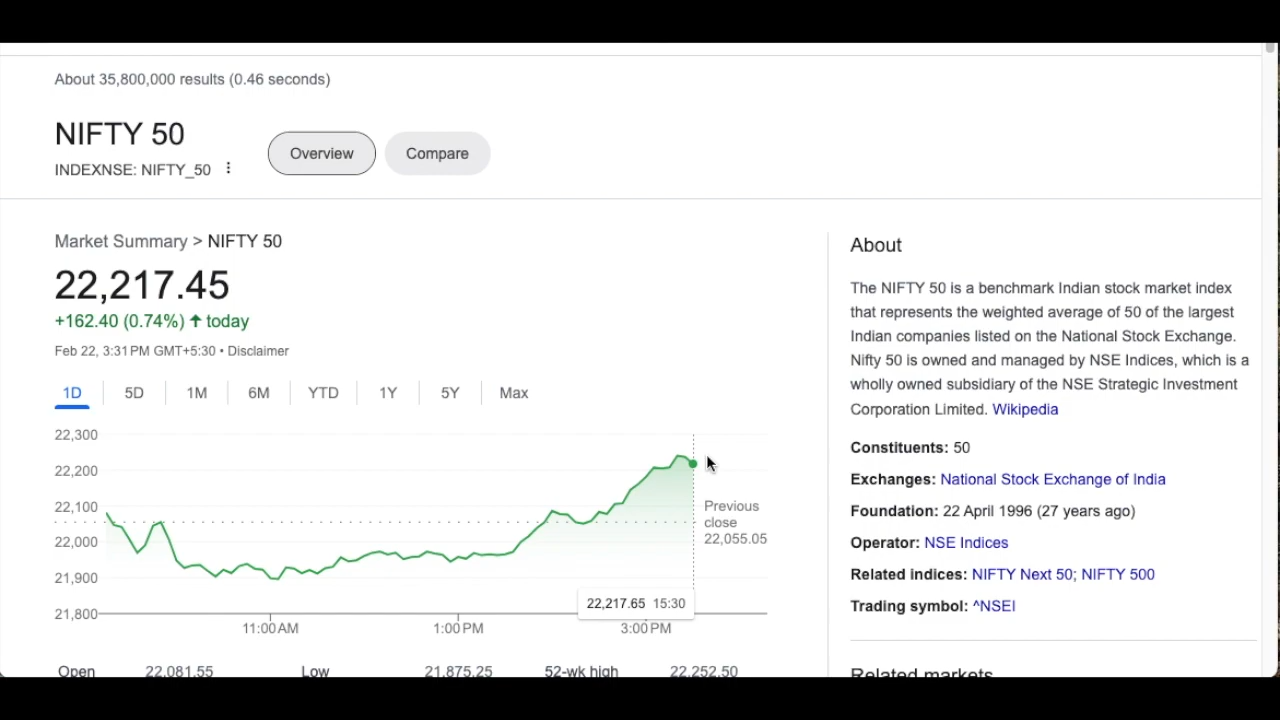 About 35,800,000 results (0.46 seconds)
NIFTY 50
INDEXNSE: NIFTY_50
Overview
Compare
Market Summary > NIFTY 50
22,217.45
+162.40 (0.74%) ↑ today
Feb 22, 3:31 PM GMT+5:30 • Disclaimer
1D 5D 1M 6M YTD 1Y 5Y Max
22,300
22,200
22,100
22,000
21,900
21,800
Previous
close
22,055.05
22,217.65 15:30
11:00 AM 1:00 PM 3:00 PM
Open 22,081.55 Low 21,875.25 52-wk high 22,252.50
About
The NIFTY 50 is a benchmark Indian stock market index
that represents the weighted average of 50 of the largest
Indian companies listed on the National Stock Exchange.
Nifty 50 is owned and managed by NSE Indices, which is a
wholly owned subsidiary of the NSE Strategic Investment
Corporation Limited. Wikipedia
Constituents: 50
Exchanges: National Stock Exchange of India
Foundation: 22 April 1996 (27 years ago)
Operator: NSE Indices
Related indices: NIFTY Next 50; NIFTY 500
Trading symbol: ^NSEI
Related markets